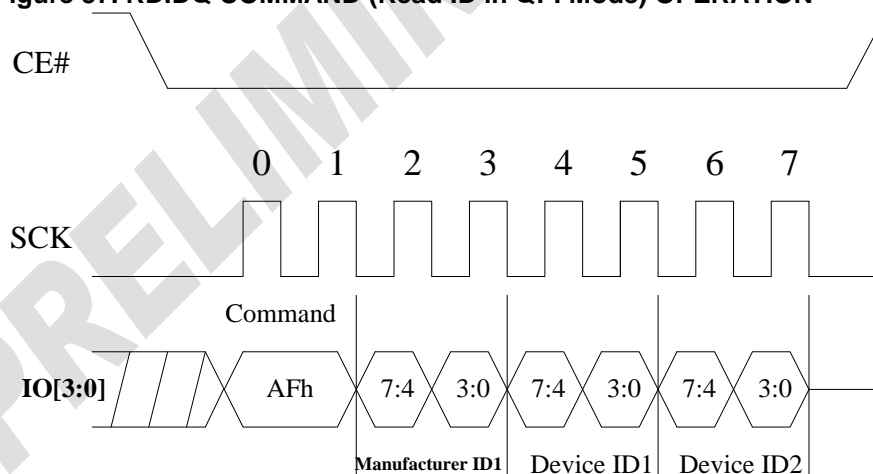 RDIDQ COMMAND (Read ID in QPI Mode) OPERATION
CE#
0 1 2 3 4 5 6 7
SCK
Command
IO[3:0] AFh 7:4 3:0 7:4 3:0 7:4 3:0
Manufacturer ID1 Device ID1 Device ID2